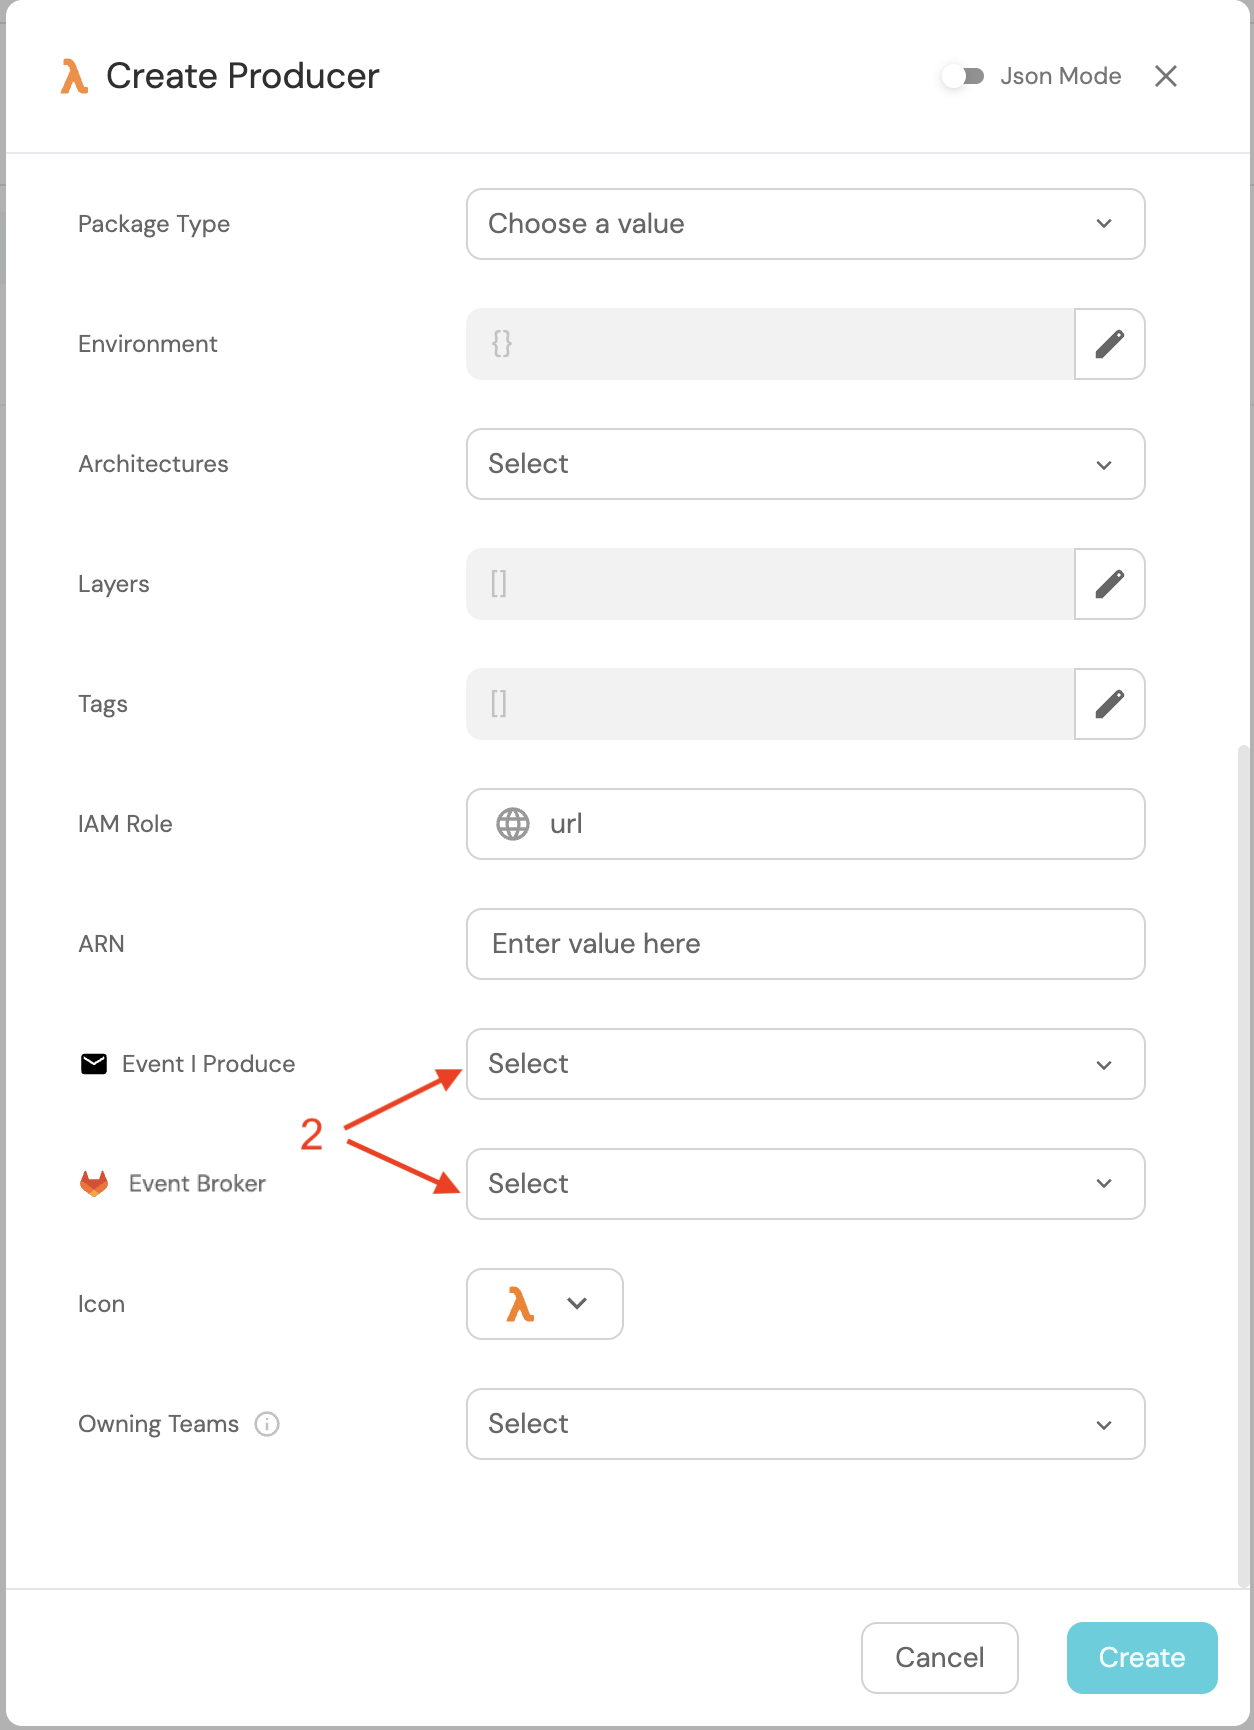 Create Producer
Json Mode
Package Type
Choose a value
Environment
{}
Architectures
Select
Layers
[]
Tags
[]
IAM Role
url
ARN
Enter value here
Event I Produce
Select
2
Event Broker
Select
Icon
Owning Teams
Select
Cancel
Create